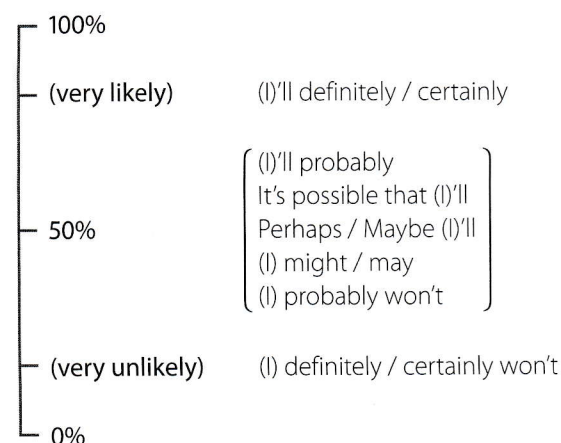 100%
(very likely) (I)'ll definitely / certainly
(I)'ll probably
It's possible that (I)'ll
50% Perhaps / Maybe (I)'ll
(I) might / may
(I) probably won't
(very unlikely) (I) definitely / certainly won't
0%